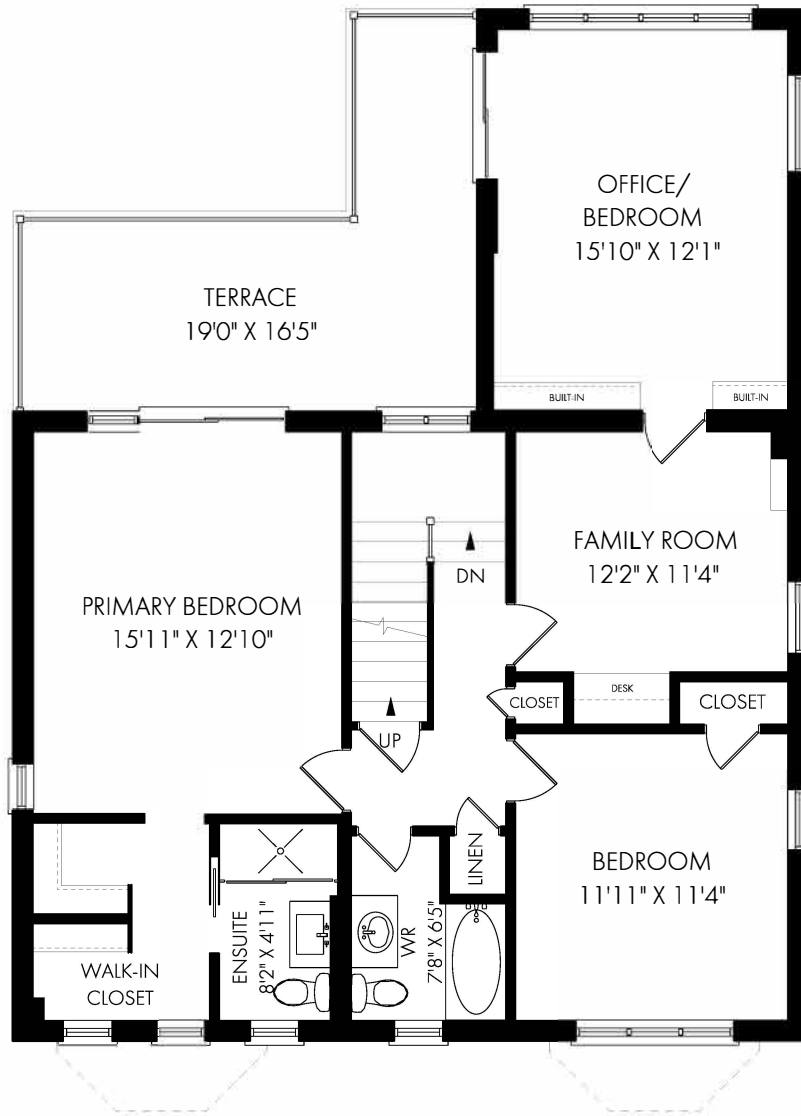 OFFICE/
BEDROOM
15'10" X 12'1"
TERRACE
19'0" X 16'5"
BUILT-IN
BUILT-IN
FAMILY ROOM
12'2" X 11'4"
DN
PRIMARY BEDROOM
15'11" X 12'10"
DESK
CLOSET
CLOSET
UP
LINEN
BEDROOM
11'11" X 11'4"
ENSUITE
8'2" X 4'11"
WR
7'8" X 6'5"
WALK-IN
CLOSET